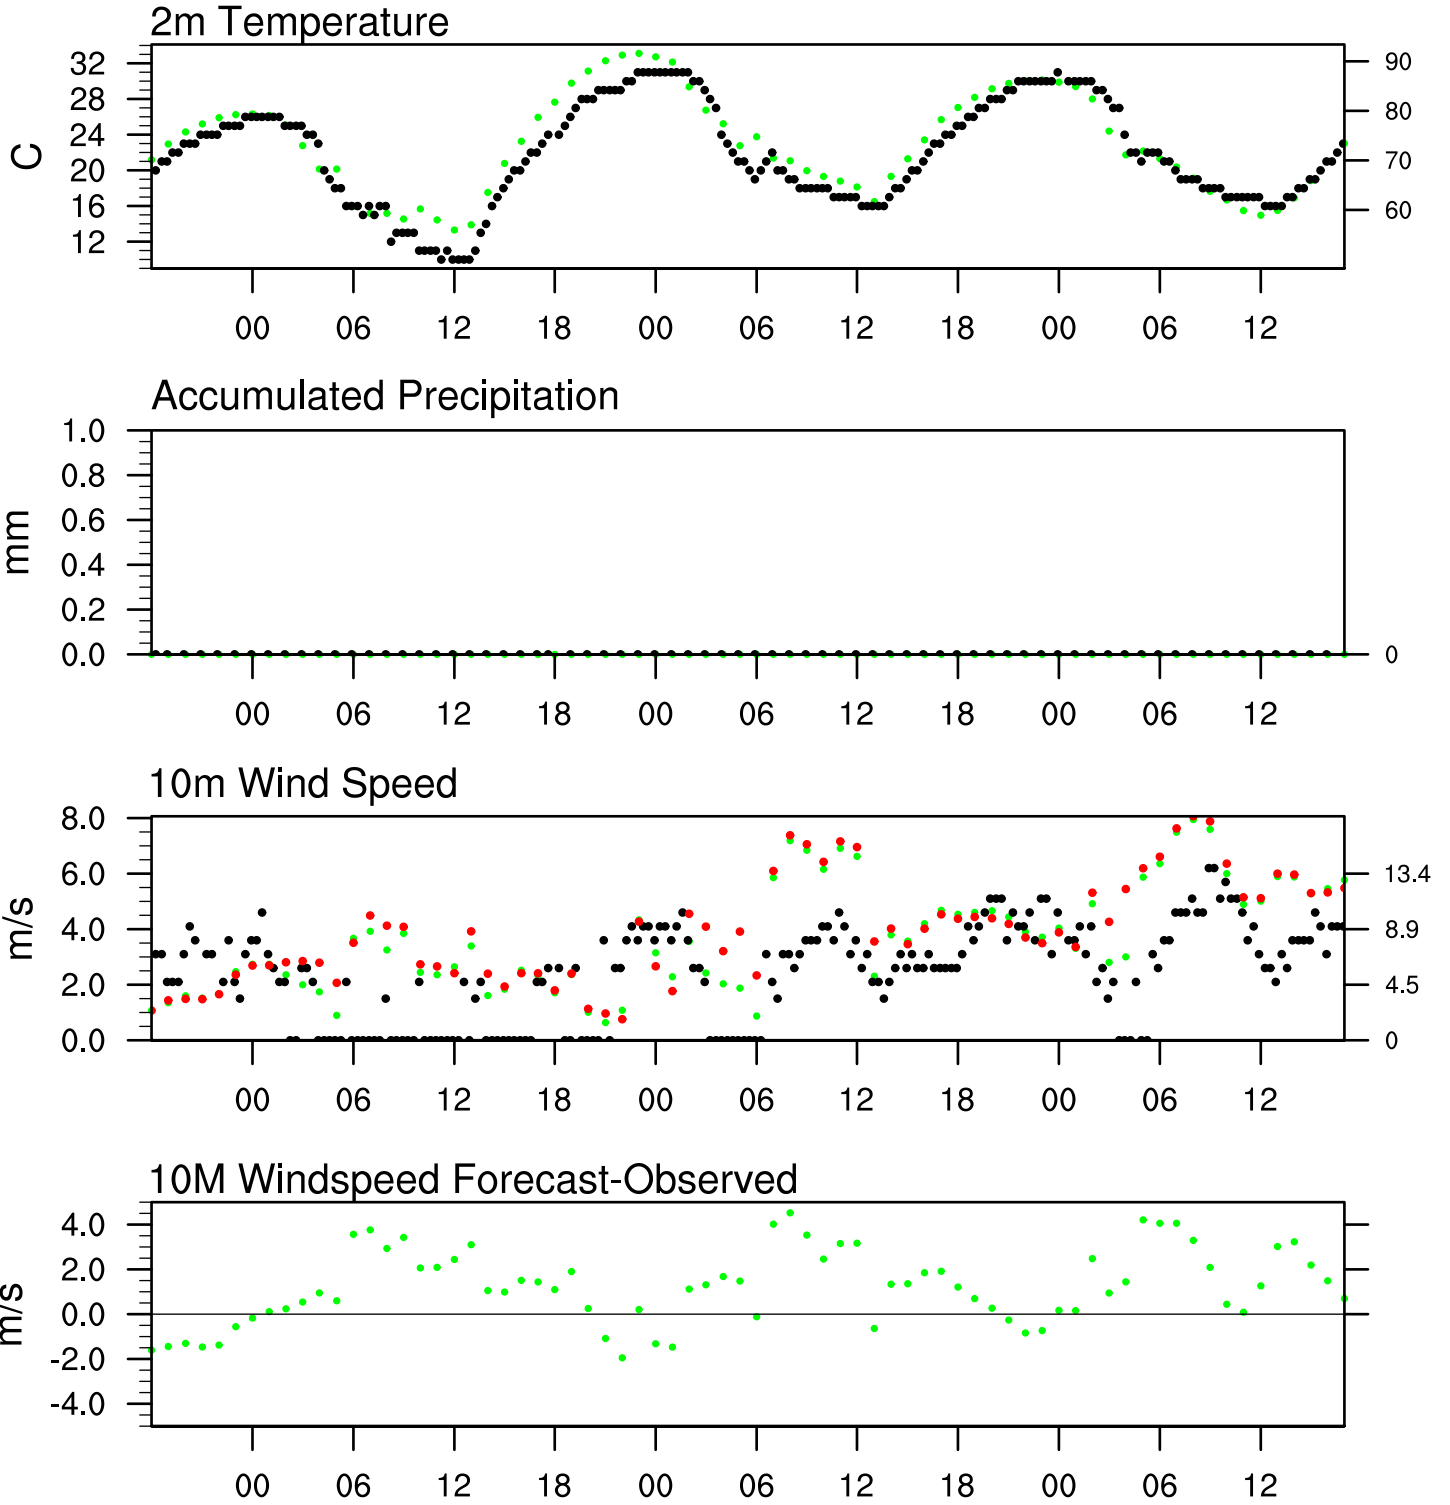 2m Temperature
32
28
24
20
16
12
C
90
80
70
60
00 06 12 18 00 06 12 18 00 06 12
Accumulated Precipitation
1.0
0.8
0.6
0.4
0.2
0.0
mm
0
00 06 12 18 00 06 12 18 00 06 12
10m Wind Speed
8.0
6.0
4.0
2.0
0.0
m/s
13.4
8.9
4.5
0
00 06 12 18 00 06 12 18 00 06 12
10M Windspeed Forecast-Observed
4.0
2.0
0.0
-2.0
-4.0
m/s
00 06 12 18 00 06 12 18 00 06 12